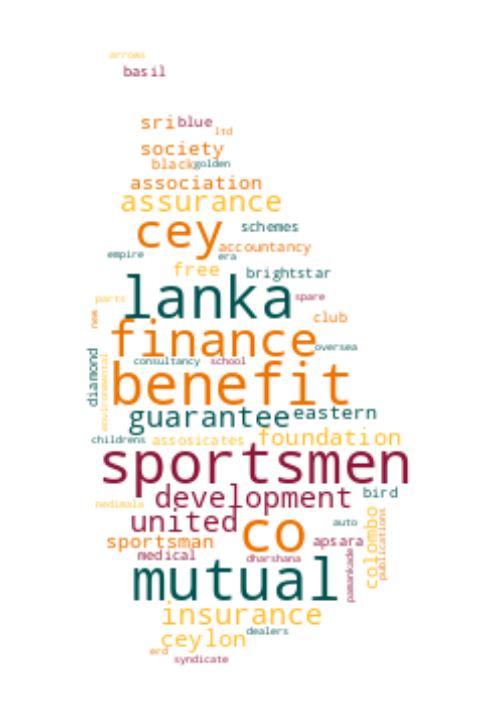 arrows
basil
sri blue
ltd
society
black golden
association
assurance
cey schemes
accountancy
empire era
free brightstar
lanka
parts spare
new club
finance
oversea
consultancy school
diamond
environmental
benefit
guarantee eastern
childrens assosicates foundation
sportsmen
development bird
nedimala
united co auto
colombo
publications
sportsman apsara
medical dharshana
pamankade
mutual
insurance
ceylon dealers
erd
syndicate